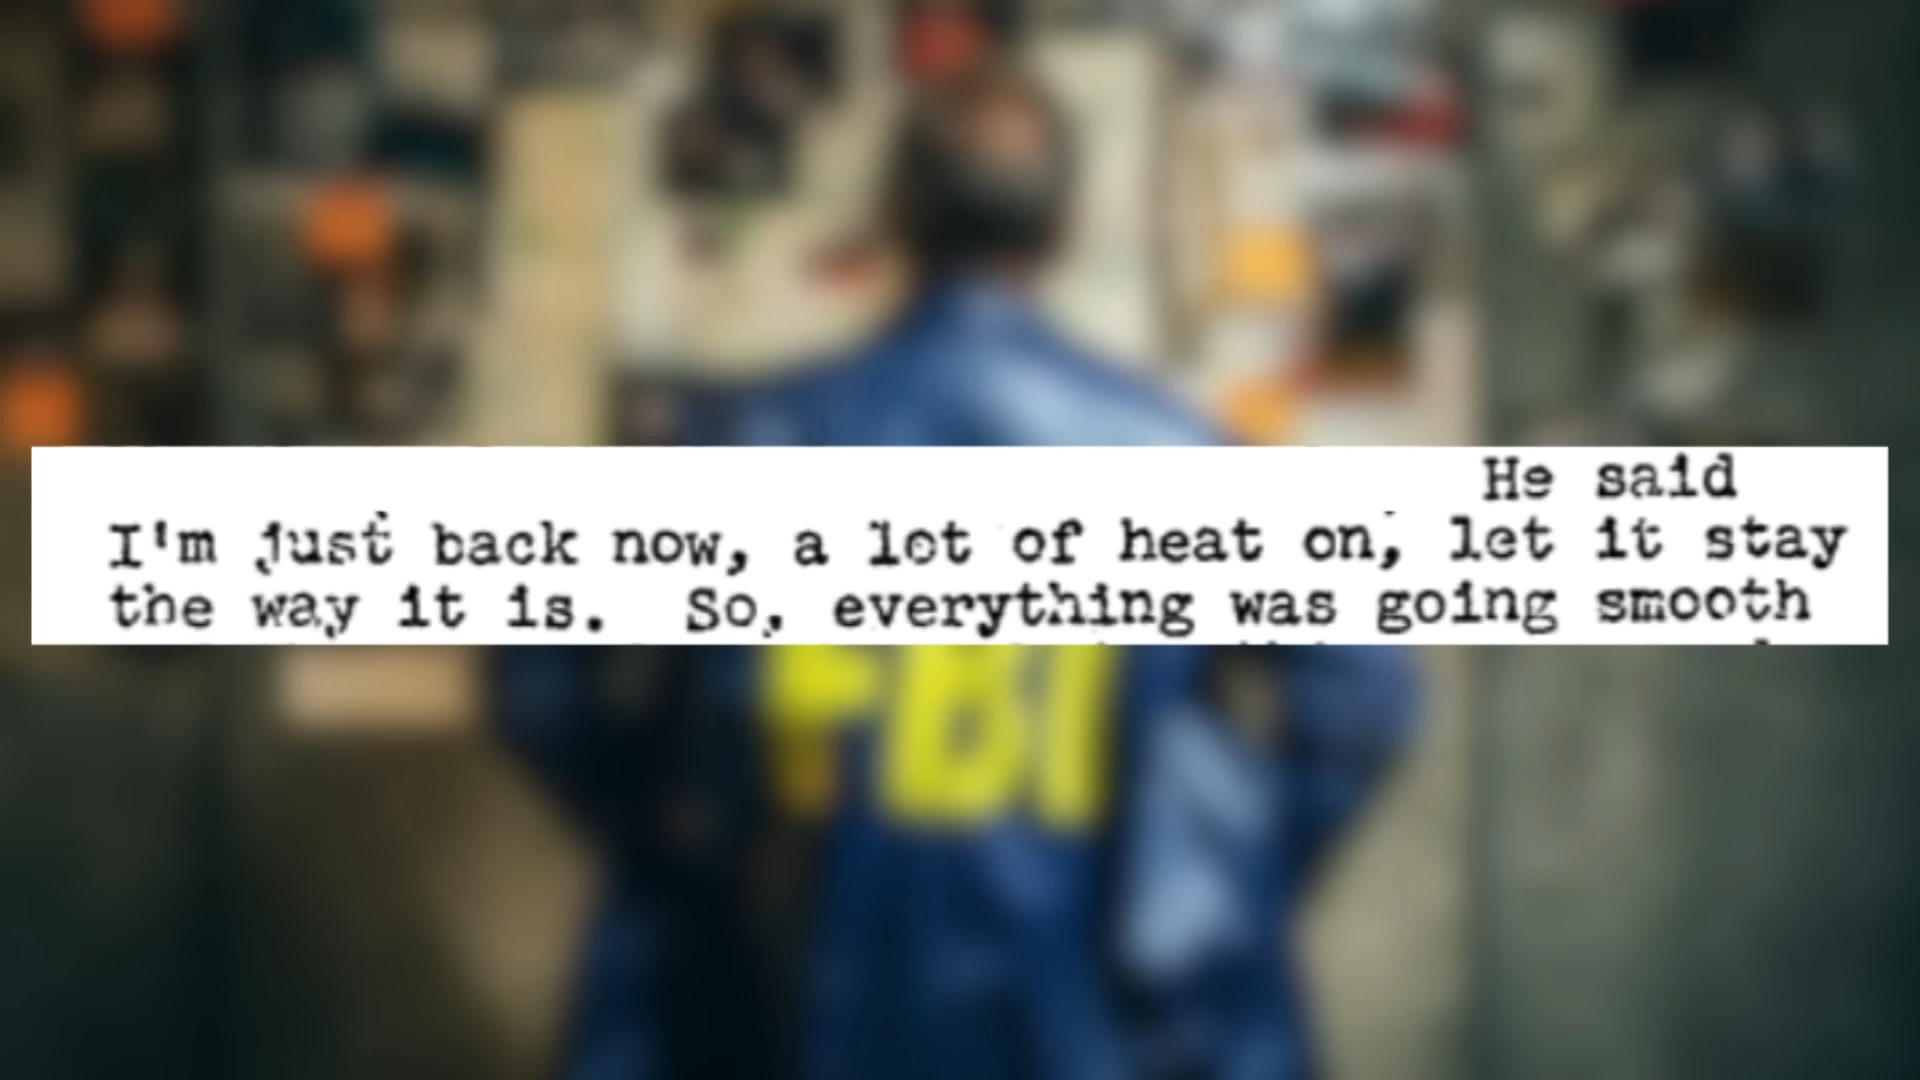 He said
I'm just back now, a lot of heat on, let it stay
the way it is. So, everything was going smooth
FBI